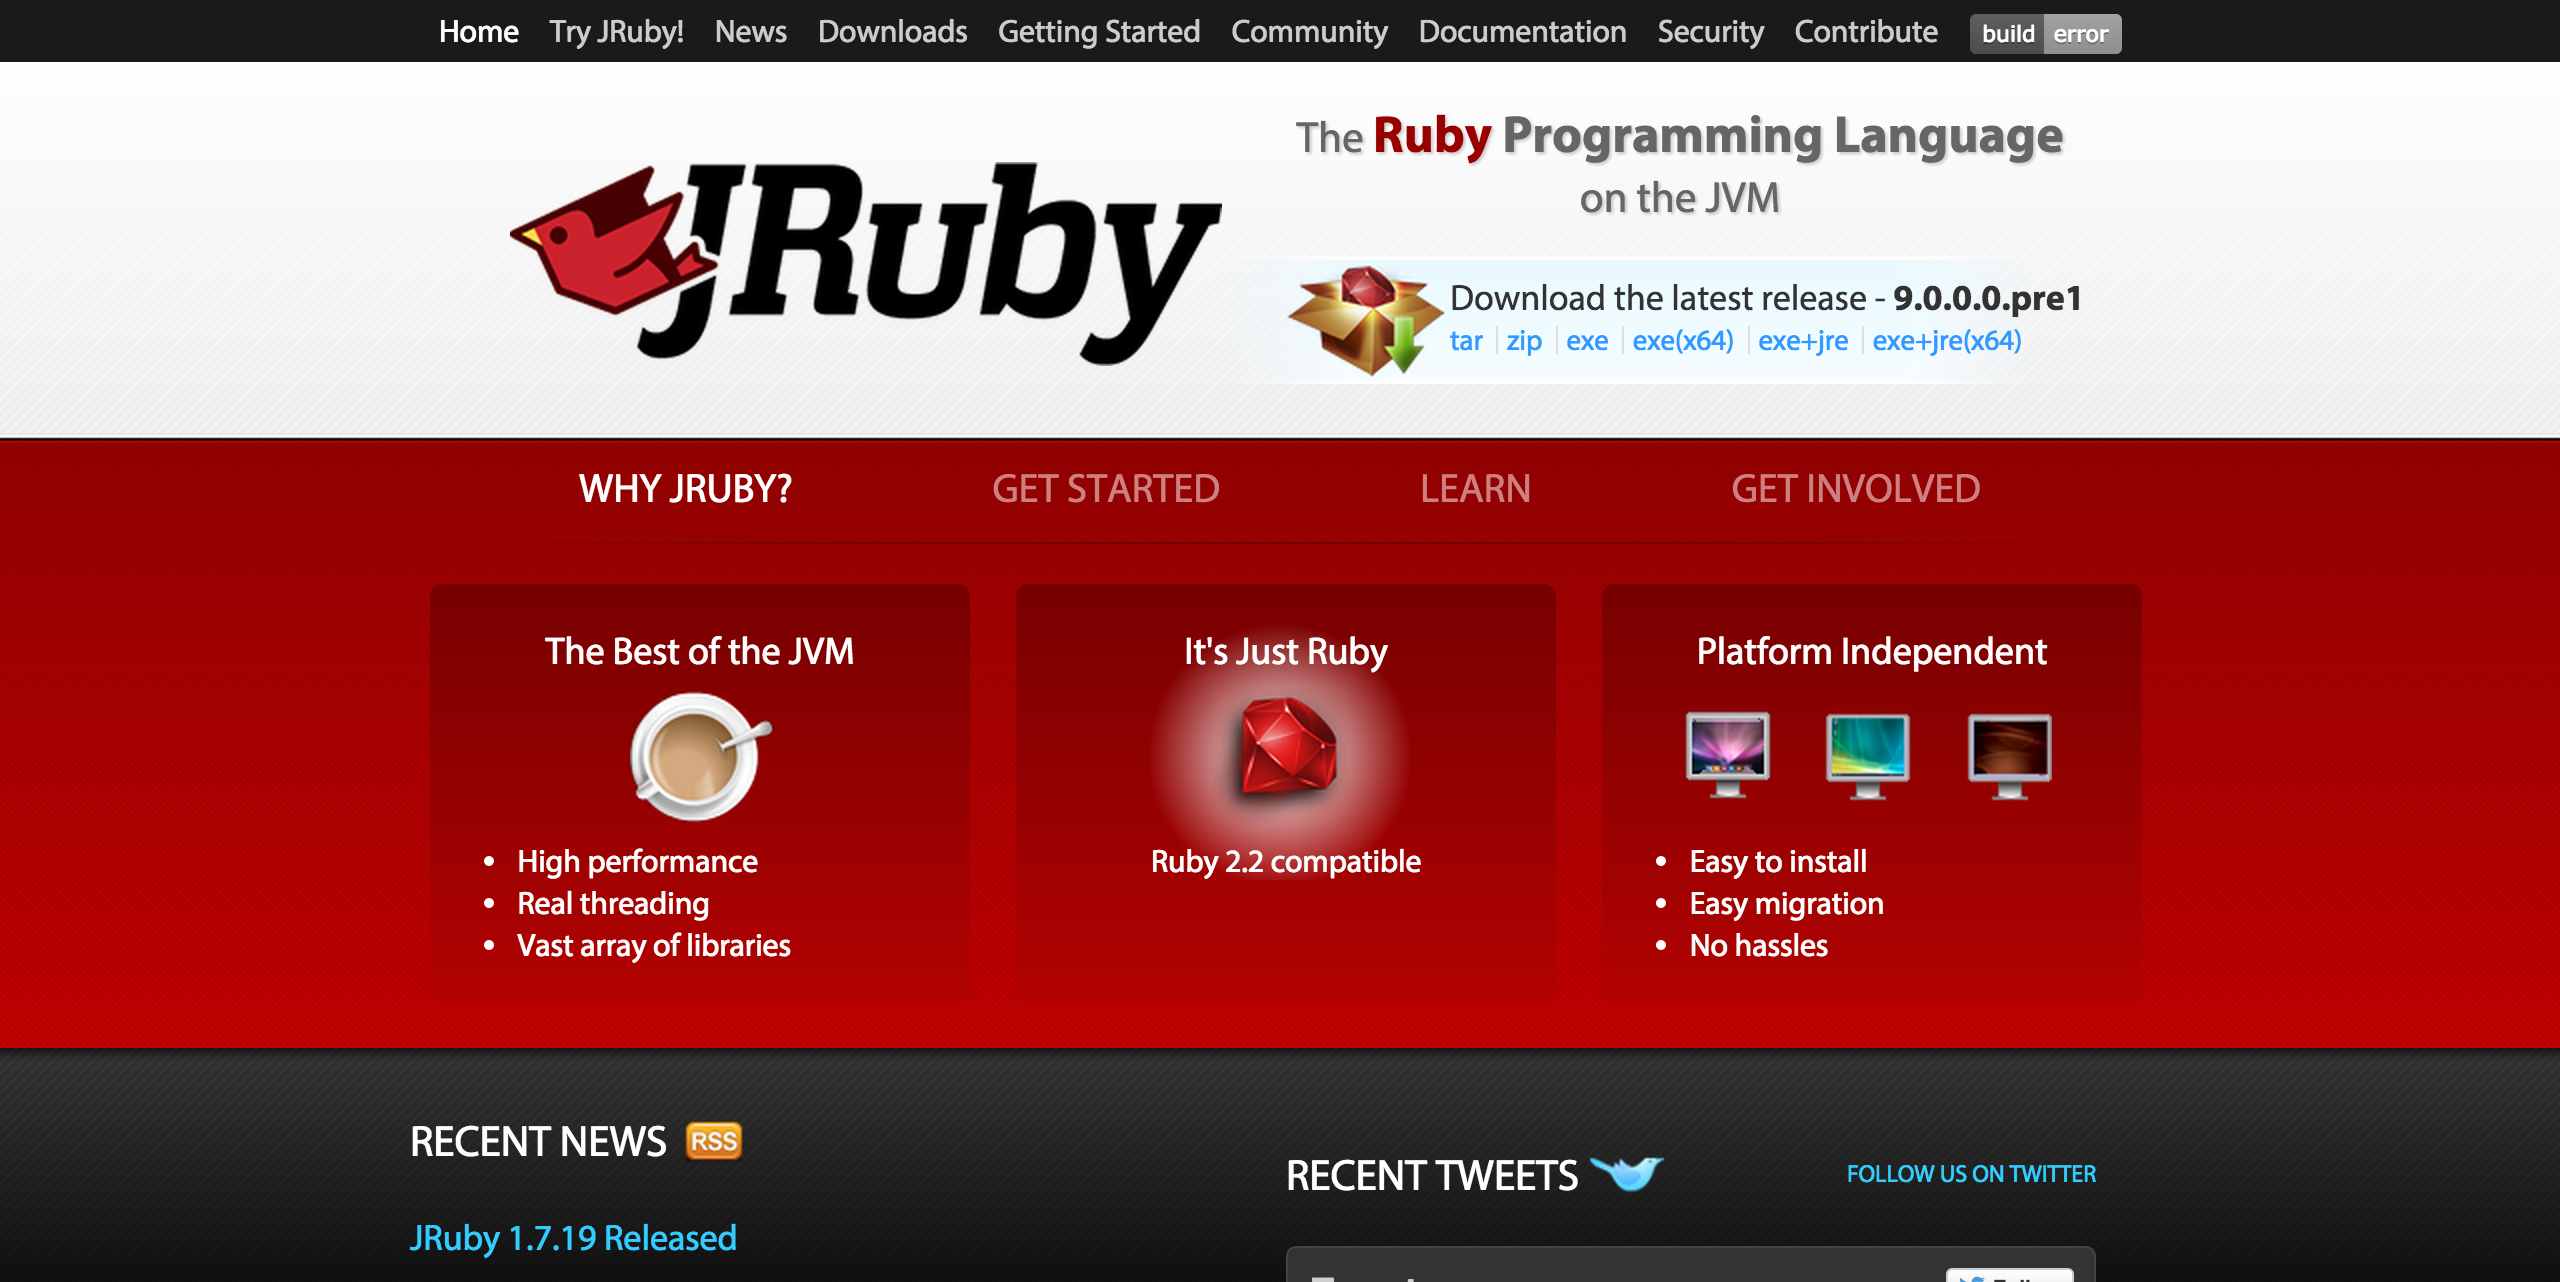 Home Try JRuby! News Downloads Getting Started Community Documentation Security Contribute build error
JRuby
The Ruby Programming Language
on the JVM
Download the latest release - 9.0.0.0.pre1
tar zip exe exe(x64) exe+jre exe+jre(x64)
WHY JRUBY? GET STARTED LEARN GET INVOLVED
The Best of the JVM
• High performance
• Real threading
• Vast array of libraries
It's Just Ruby
Ruby 2.2 compatible
Platform Independent
• Easy to install
• Easy migration
• No hassles
RECENT NEWS RSS
JRuby 1.7.19 Released
RECENT TWEETS FOLLOW US ON TWITTER